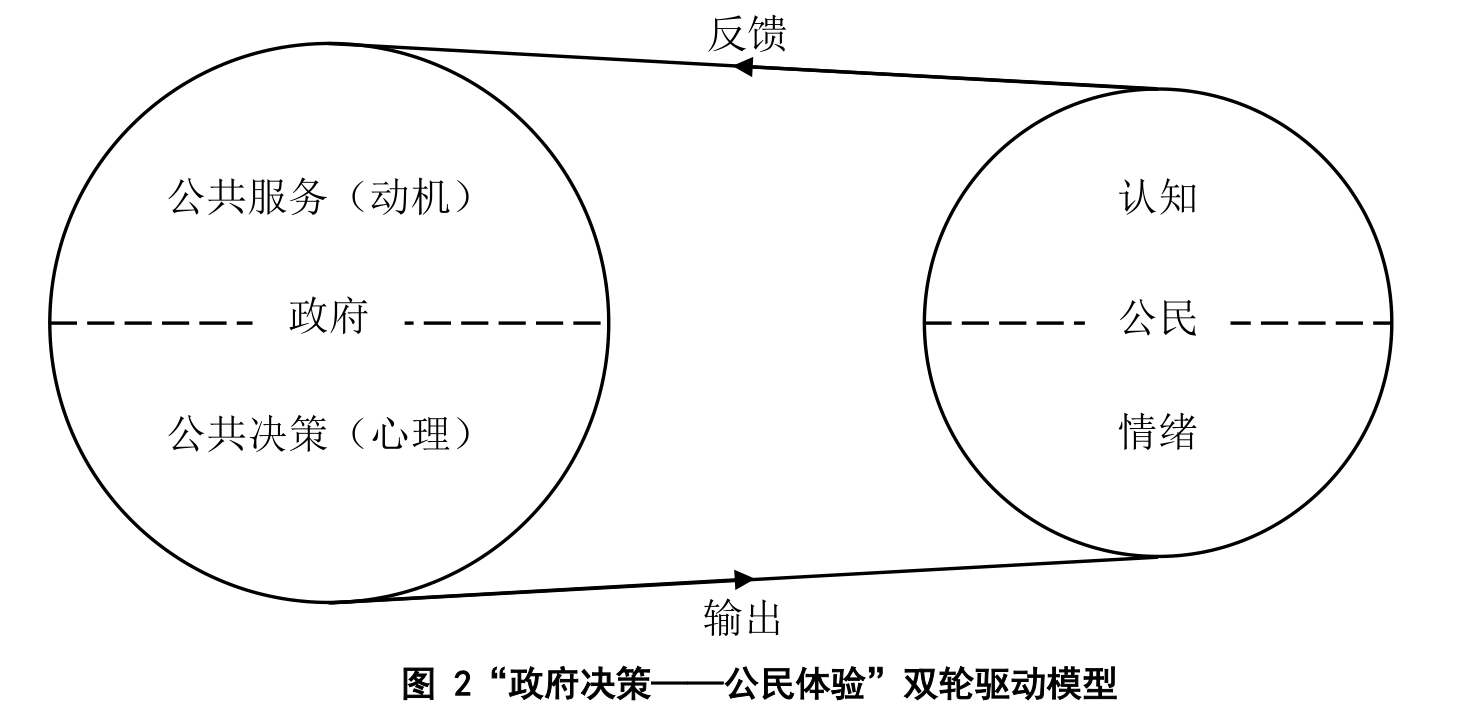 反馈
公共服务（动机）
认知
政府
公民
公共决策（心理）
情绪
输出
图 2“政府决策——公民体验”双轮驱动模型